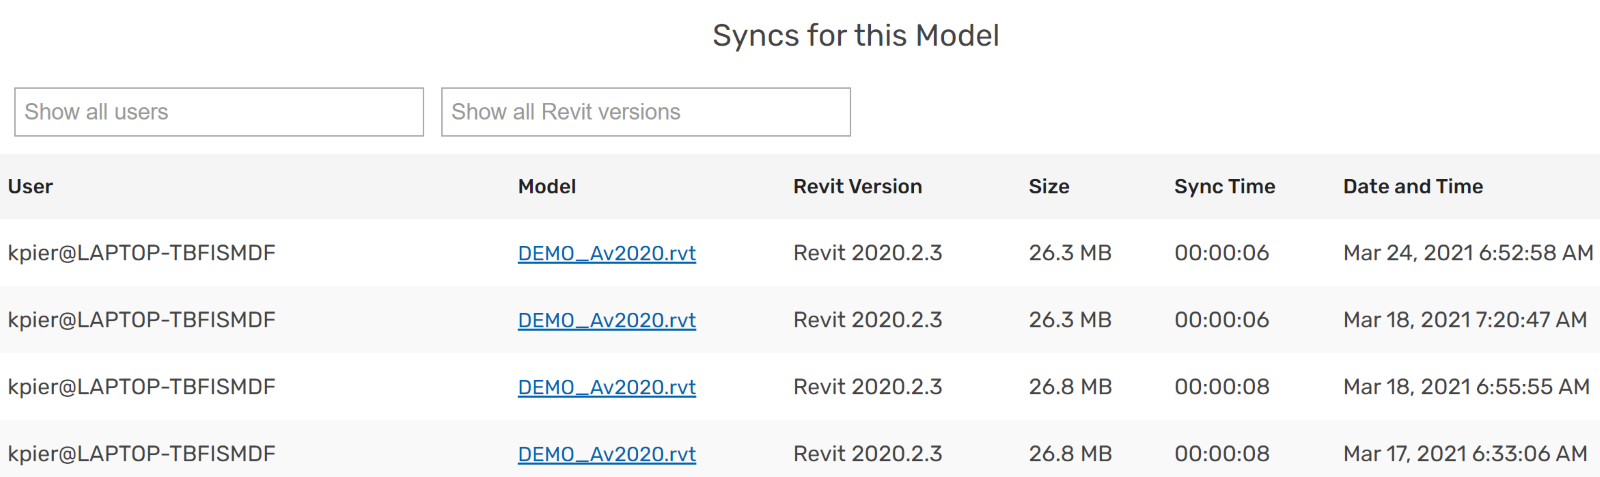 Syncs for this Model
Show all users Show all Revit versions
User Model Revit Version Size Sync Time Date and Time
kpier@LAPTOP-TBFISMDF DEMO_Av2020.rvt Revit 2020.2.3 26.3 MB 00:00:06 Mar 24, 2021 6:52:58 AM
kpier@LAPTOP-TBFISMDF DEMO_Av2020.rvt Revit 2020.2.3 26.3 MB 00:00:06 Mar 18, 2021 7:20:47 AM
kpier@LAPTOP-TBFISMDF DEMO_Av2020.rvt Revit 2020.2.3 26.8 MB 00:00:08 Mar 18, 2021 6:55:55 AM
kpier@LAPTOP-TBFISMDF DEMO_Av2020.rvt Revit 2020.2.3 26.8 MB 00:00:08 Mar 17, 2021 6:33:06 AM